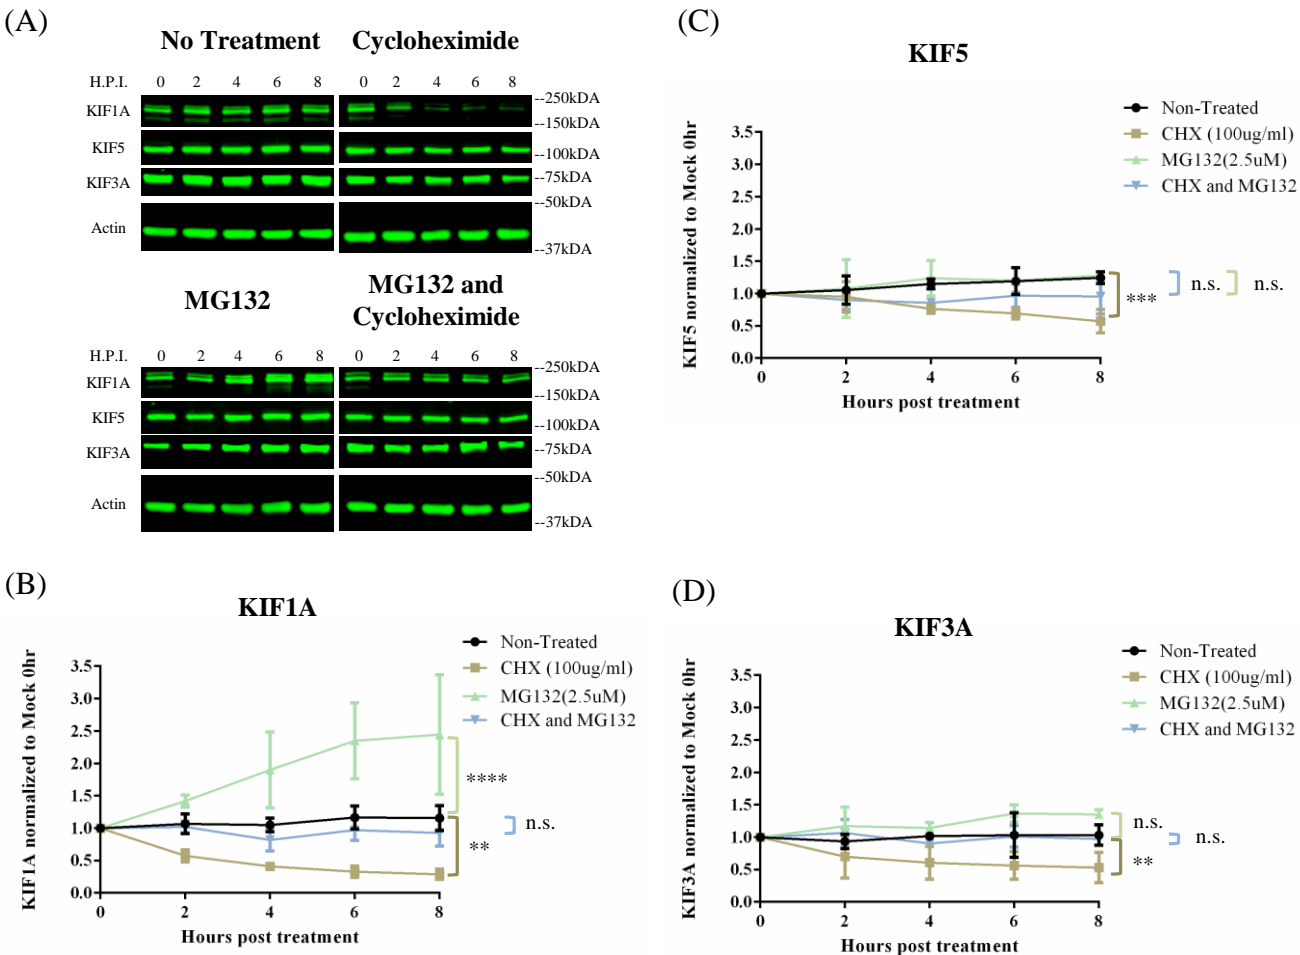 (A)
No Treatment Cycloheximide
H.P.I. 0 2 4 6 8 0 2 4 6 8
KIF1A --250kDA
--150kDA
KIF5 --100kDA
KIF3A --75kDA
--50kDA
Actin
--37kDA
MG132 MG132 and
Cycloheximide
H.P.I. 0 2 4 6 8 0 2 4 6 8
KIF1A --250kDA
--150kDA
KIF5 --100kDA
KIF3A --75kDA
--50kDA
Actin
--37kDA
(B)
KIF1A
Non-Treated
CHX (100ug/ml)
MG132(2.5uM)
CHX and MG132
KIF1A normalized to Mock 0hr
3.5
3.0
2.5
2.0
1.5
1.0
0.5
0.0
0 2 4 6 8
Hours post treatment
****
n.s.
**
(C)
KIF5
Non-Treated
CHX (100ug/ml)
MG132(2.5uM)
CHX and MG132
KIF5 normalized to Mock 0hr
3.5
3.0
2.5
2.0
1.5
1.0
0.5
0.0
0 2 4 6 8
Hours post treatment
*** n.s. n.s.
(D)
KIF3A
Non-Treated
CHX (100ug/ml)
MG132(2.5uM)
CHX and MG132
KIF3A normalized to Mock 0hr
3.5
3.0
2.5
2.0
1.5
1.0
0.5
0.0
0 2 4 6 8
Hours post treatment
n.s.
n.s.
**